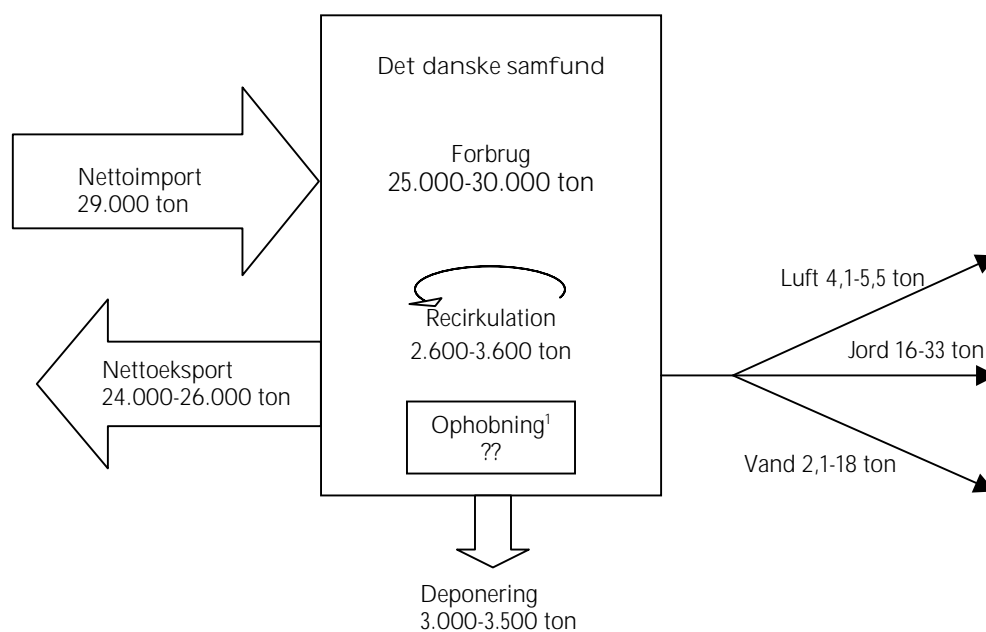 Det danske samfund
Forbrug
25.000-30.000 ton
Nettoimport
29.000 ton
Luft 4,1-5,5 ton
Recirkulation
2.600-3.600 ton
Jord 16-33 ton
Nettoeksport
24.000-26.000 ton
Ophobning¹
??
Vand 2,1-18 ton
Deponering
3.000-3.500 ton